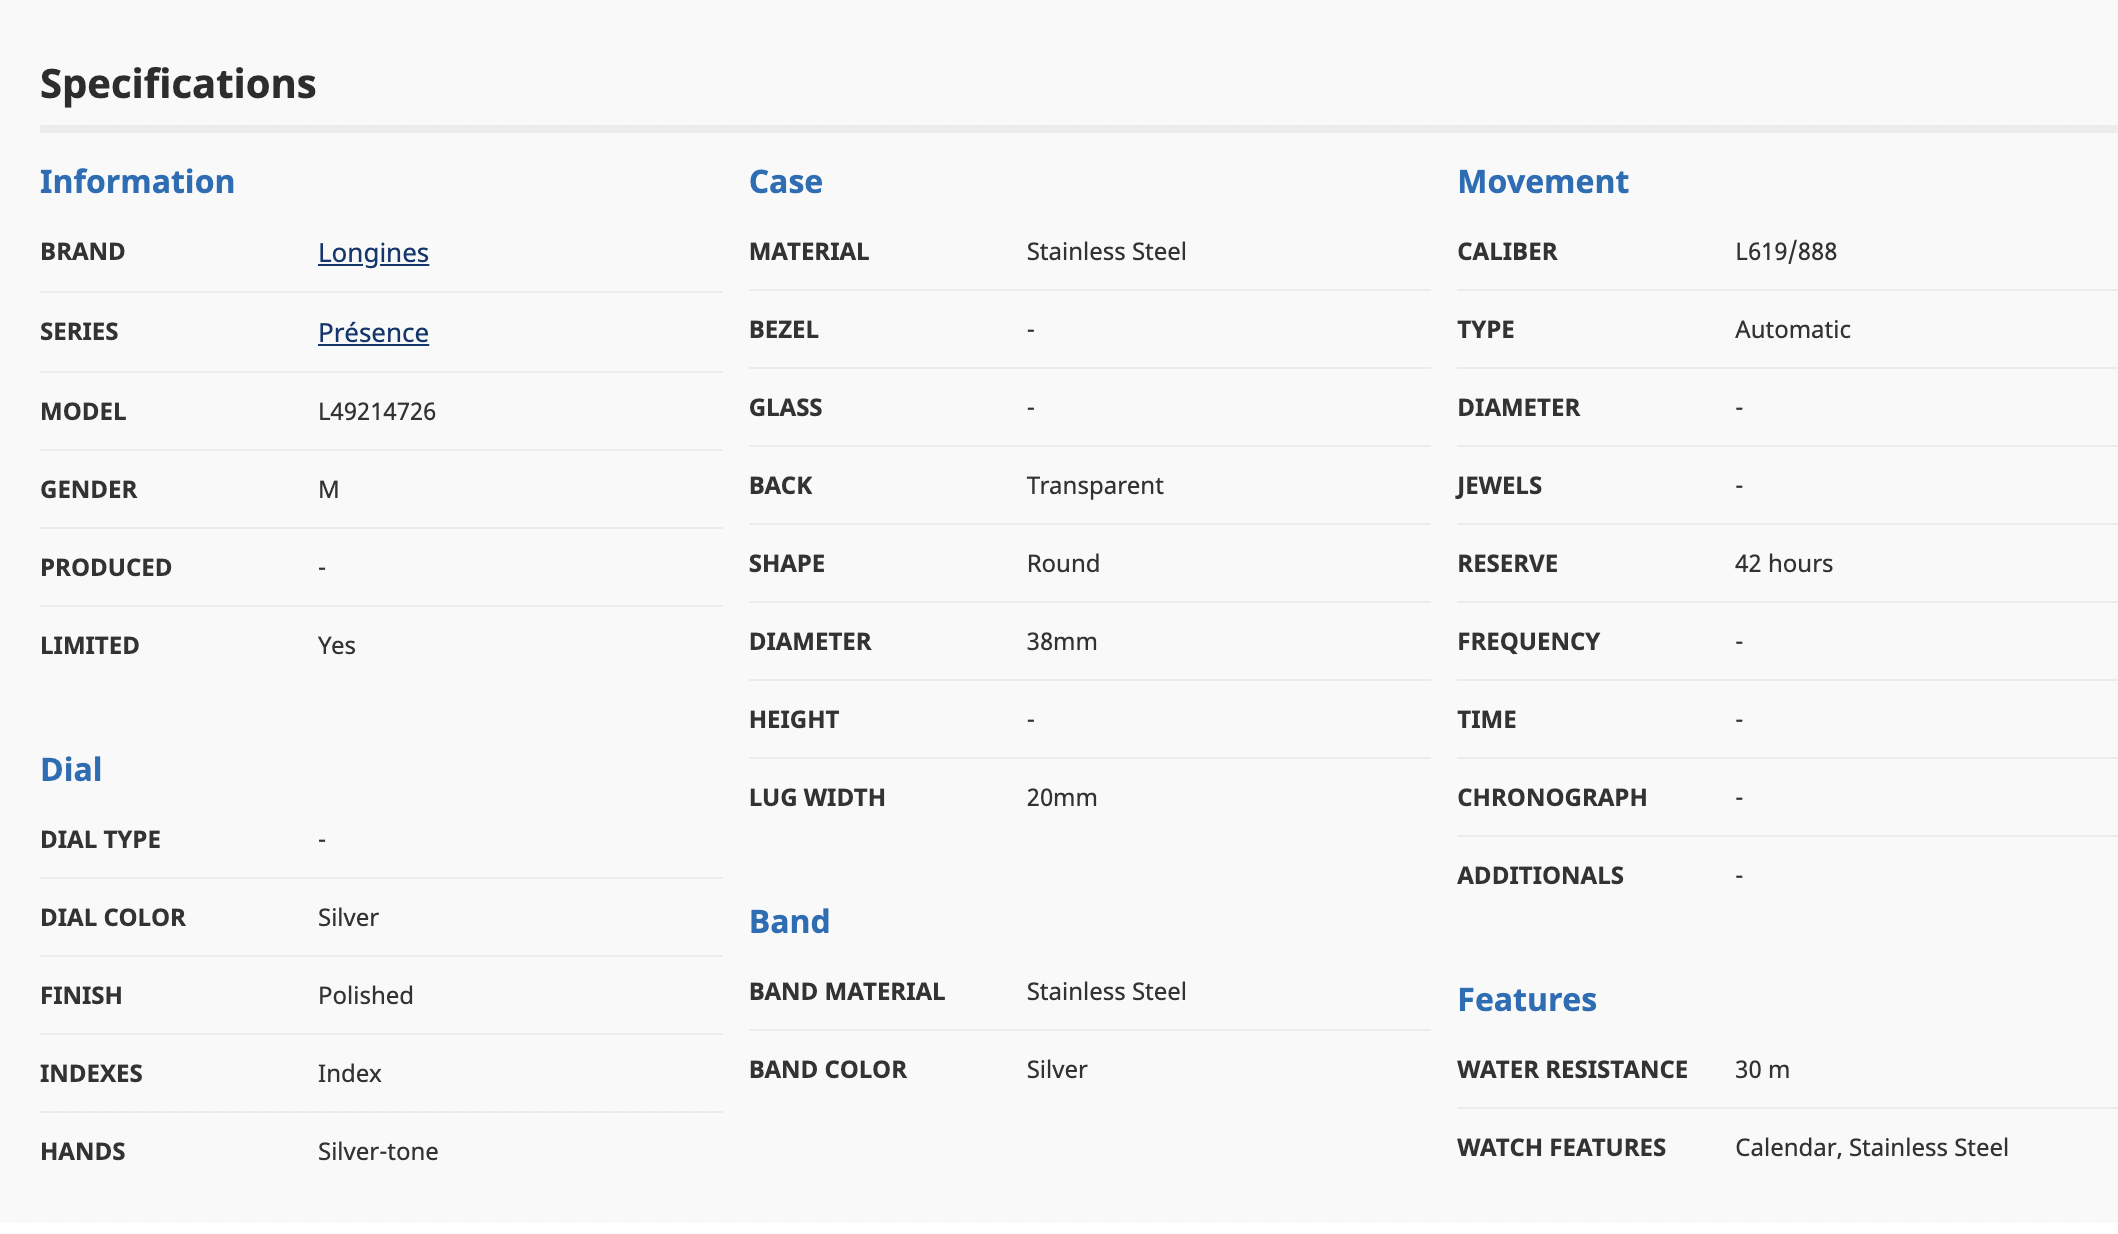 Specifications
Information
BRAND Longines
SERIES Présence
MODEL L49214726
GENDER M
PRODUCED -
LIMITED Yes
Dial
DIAL TYPE -
DIAL COLOR Silver
FINISH Polished
INDEXES Index
HANDS Silver-tone
Case
MATERIAL Stainless Steel
BEZEL -
GLASS -
BACK Transparent
SHAPE Round
DIAMETER 38mm
HEIGHT -
LUG WIDTH 20mm
Band
BAND MATERIAL Stainless Steel
BAND COLOR Silver
Movement
CALIBER L619/888
TYPE Automatic
DIAMETER -
JEWELS -
RESERVE 42 hours
FREQUENCY -
TIME -
CHRONOGRAPH -
ADDITIONALS -
Features
WATER RESISTANCE 30 m
WATCH FEATURES Calendar, Stainless Steel